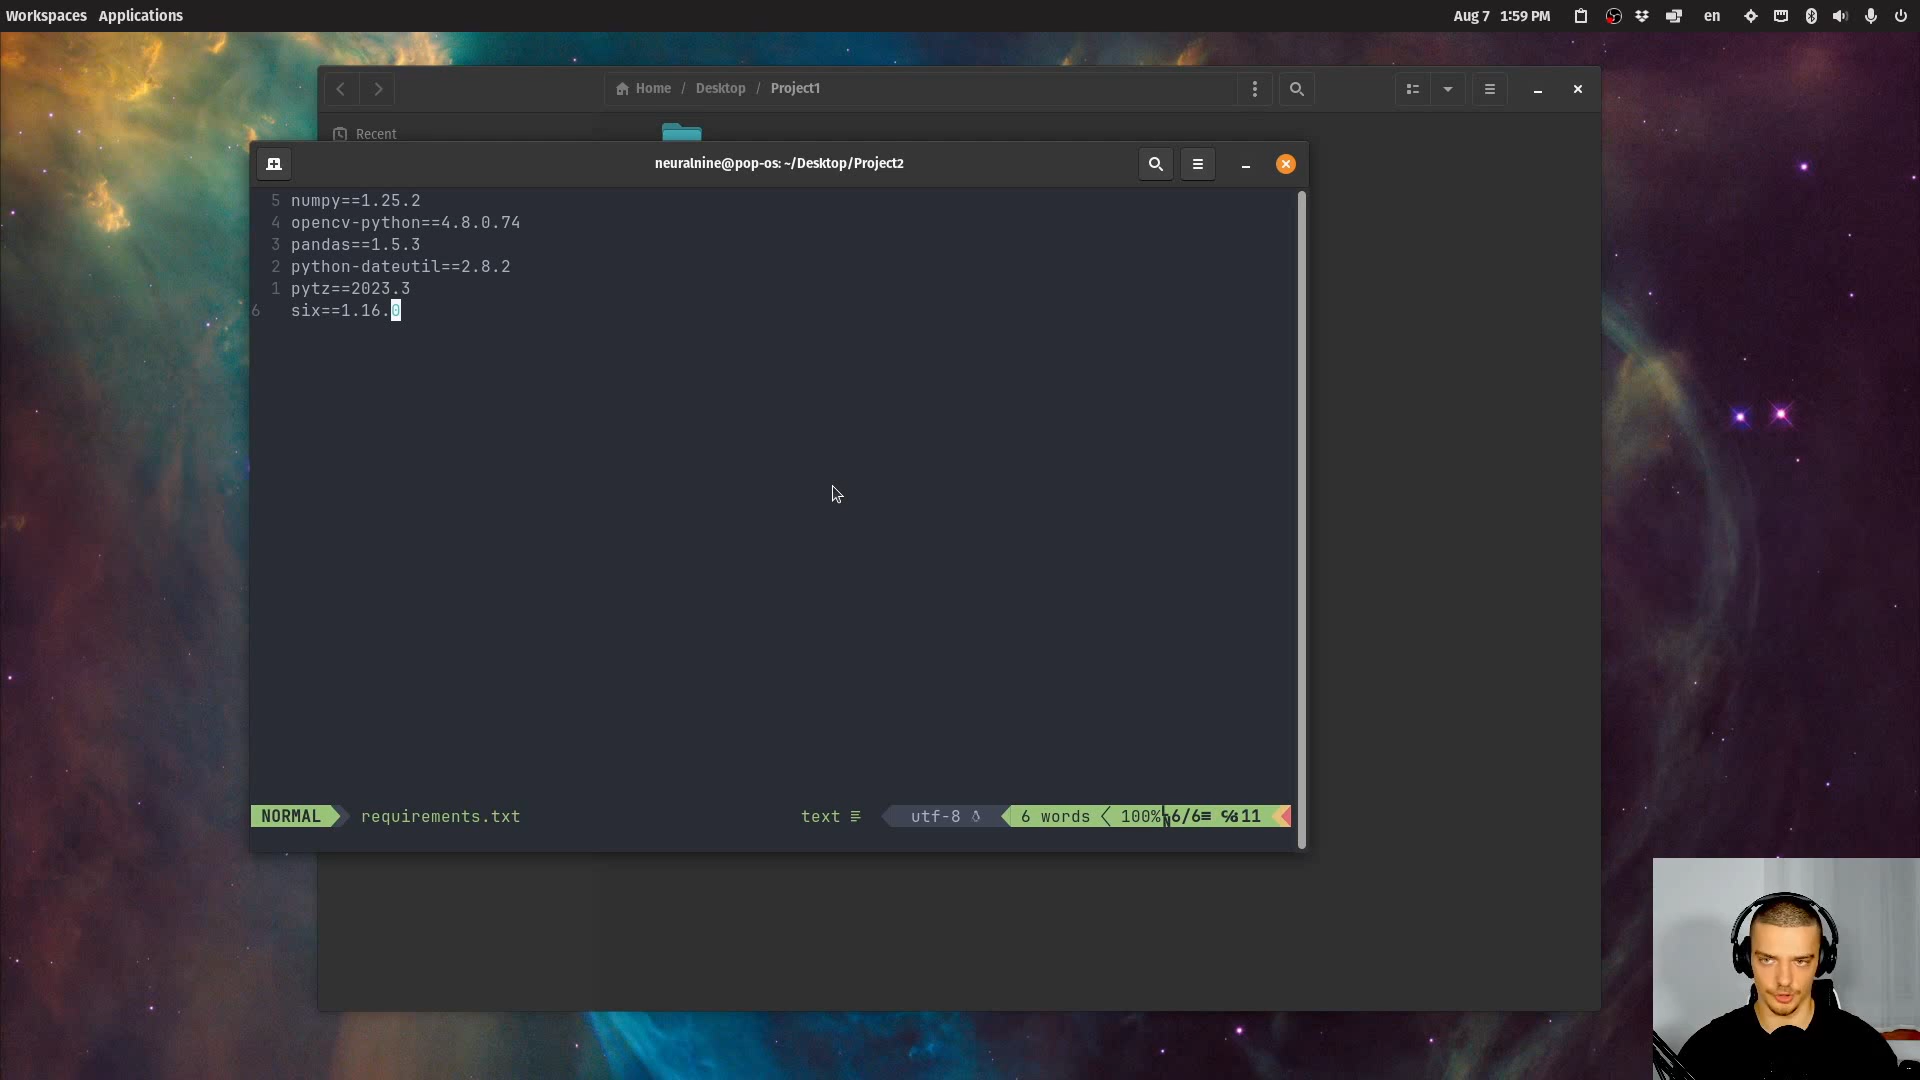 Workspaces Applications
Aug 7 1:59 PM
en
Home / Desktop / Project1
Recent
neuralnine@pop-os: ~/Desktop/Project2
5 numpy==1.25.2
4 opencv-python==4.8.0.74
3 pandas==1.5.3
2 python-dateutil==2.8.2
1 pytz==2023.3
6 six==1.16.0
NORMAL requirements.txt text utf-8 6 words 100% 6/6 11